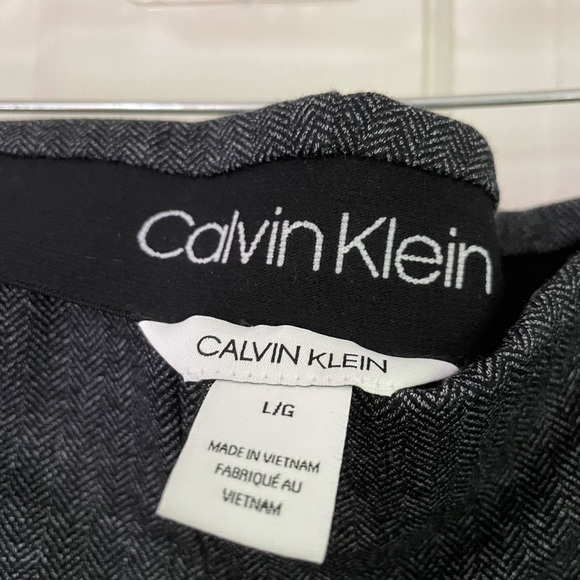 Calvin Klein
CALVIN KLEIN
L/G
MADE IN VIETNAM
FABRIQUÉ AU
VIETNAM